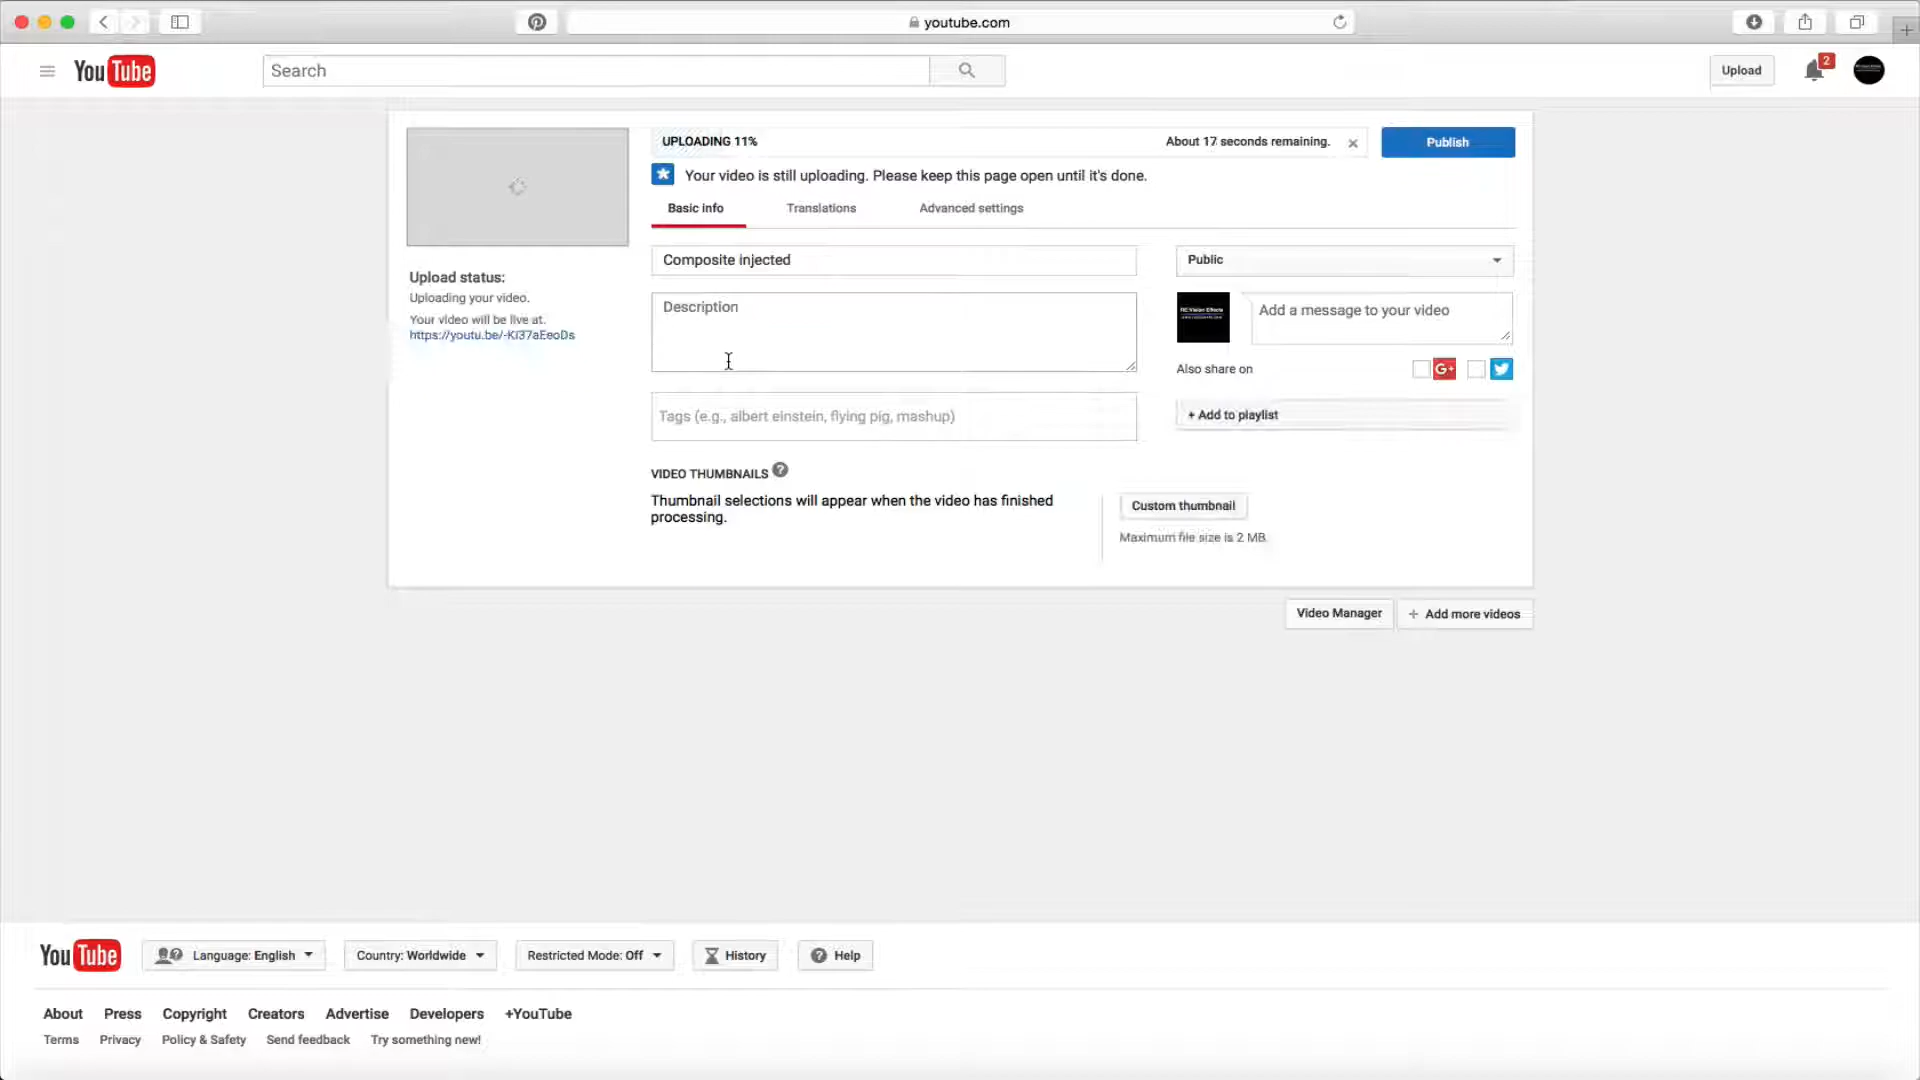 youtube.com
YouTube
Search
Upload
2
UPLOADING 11%
About 17 seconds remaining.
Publish
Your video is still uploading. Please keep this page open until it's done.
Basic info
Translations
Advanced settings
Composite injected
Public
Upload status:
Uploading your video.
Your video will be live at:
https://youtu.be/-Ki37aEeoDs
Description
Add a message to your video
Also share on
G+
Tags (e.g., albert einstein, flying pig, mashup)
+ Add to playlist
VIDEO THUMBNAILS ?
Thumbnail selections will appear when the video has finished
processing.
Custom thumbnail
Maximum file size is 2 MB.
Video Manager
+ Add more videos
YouTube
Language: English
Country: Worldwide
Restricted Mode: Off
History
? Help
About Press Copyright Creators Advertise Developers +YouTube
Terms Privacy Policy & Safety Send feedback Try something new!